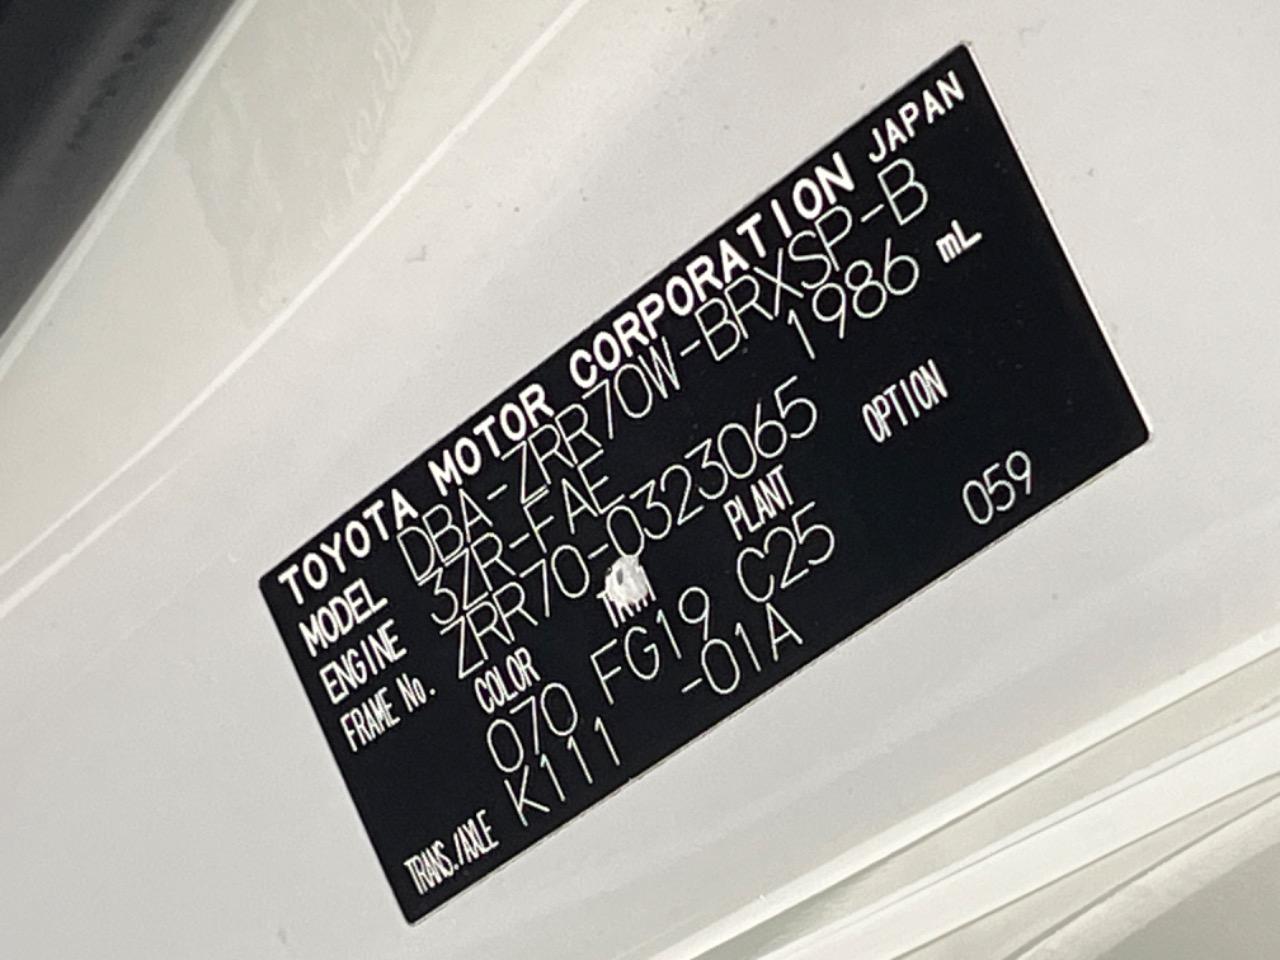 TOYOTA MOTOR CORPORATION JAPAN
MODEL DBA-ZRR70W-BRXSP-B
ENGINE 3ZR-FAE 1986 mL
FRAME No. ZRR70-0323065
COLOR TRIM PLANT OPTION
070 FG19 C25 059
TRANS./AXLE K111 -01A